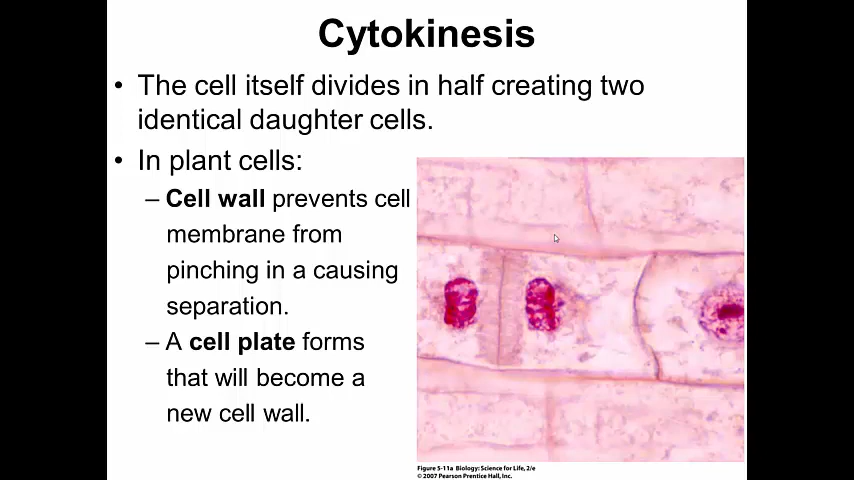 Cytokinesis
• The cell itself divides in half creating two
identical daughter cells.
• In plant cells:
– Cell wall prevents cell
membrane from
pinching in a causing
separation.
– A cell plate forms
that will become a
new cell wall.
Figure 5-11a Biology: Science for Life, 2/e
© 2007 Pearson Prentice Hall, Inc.